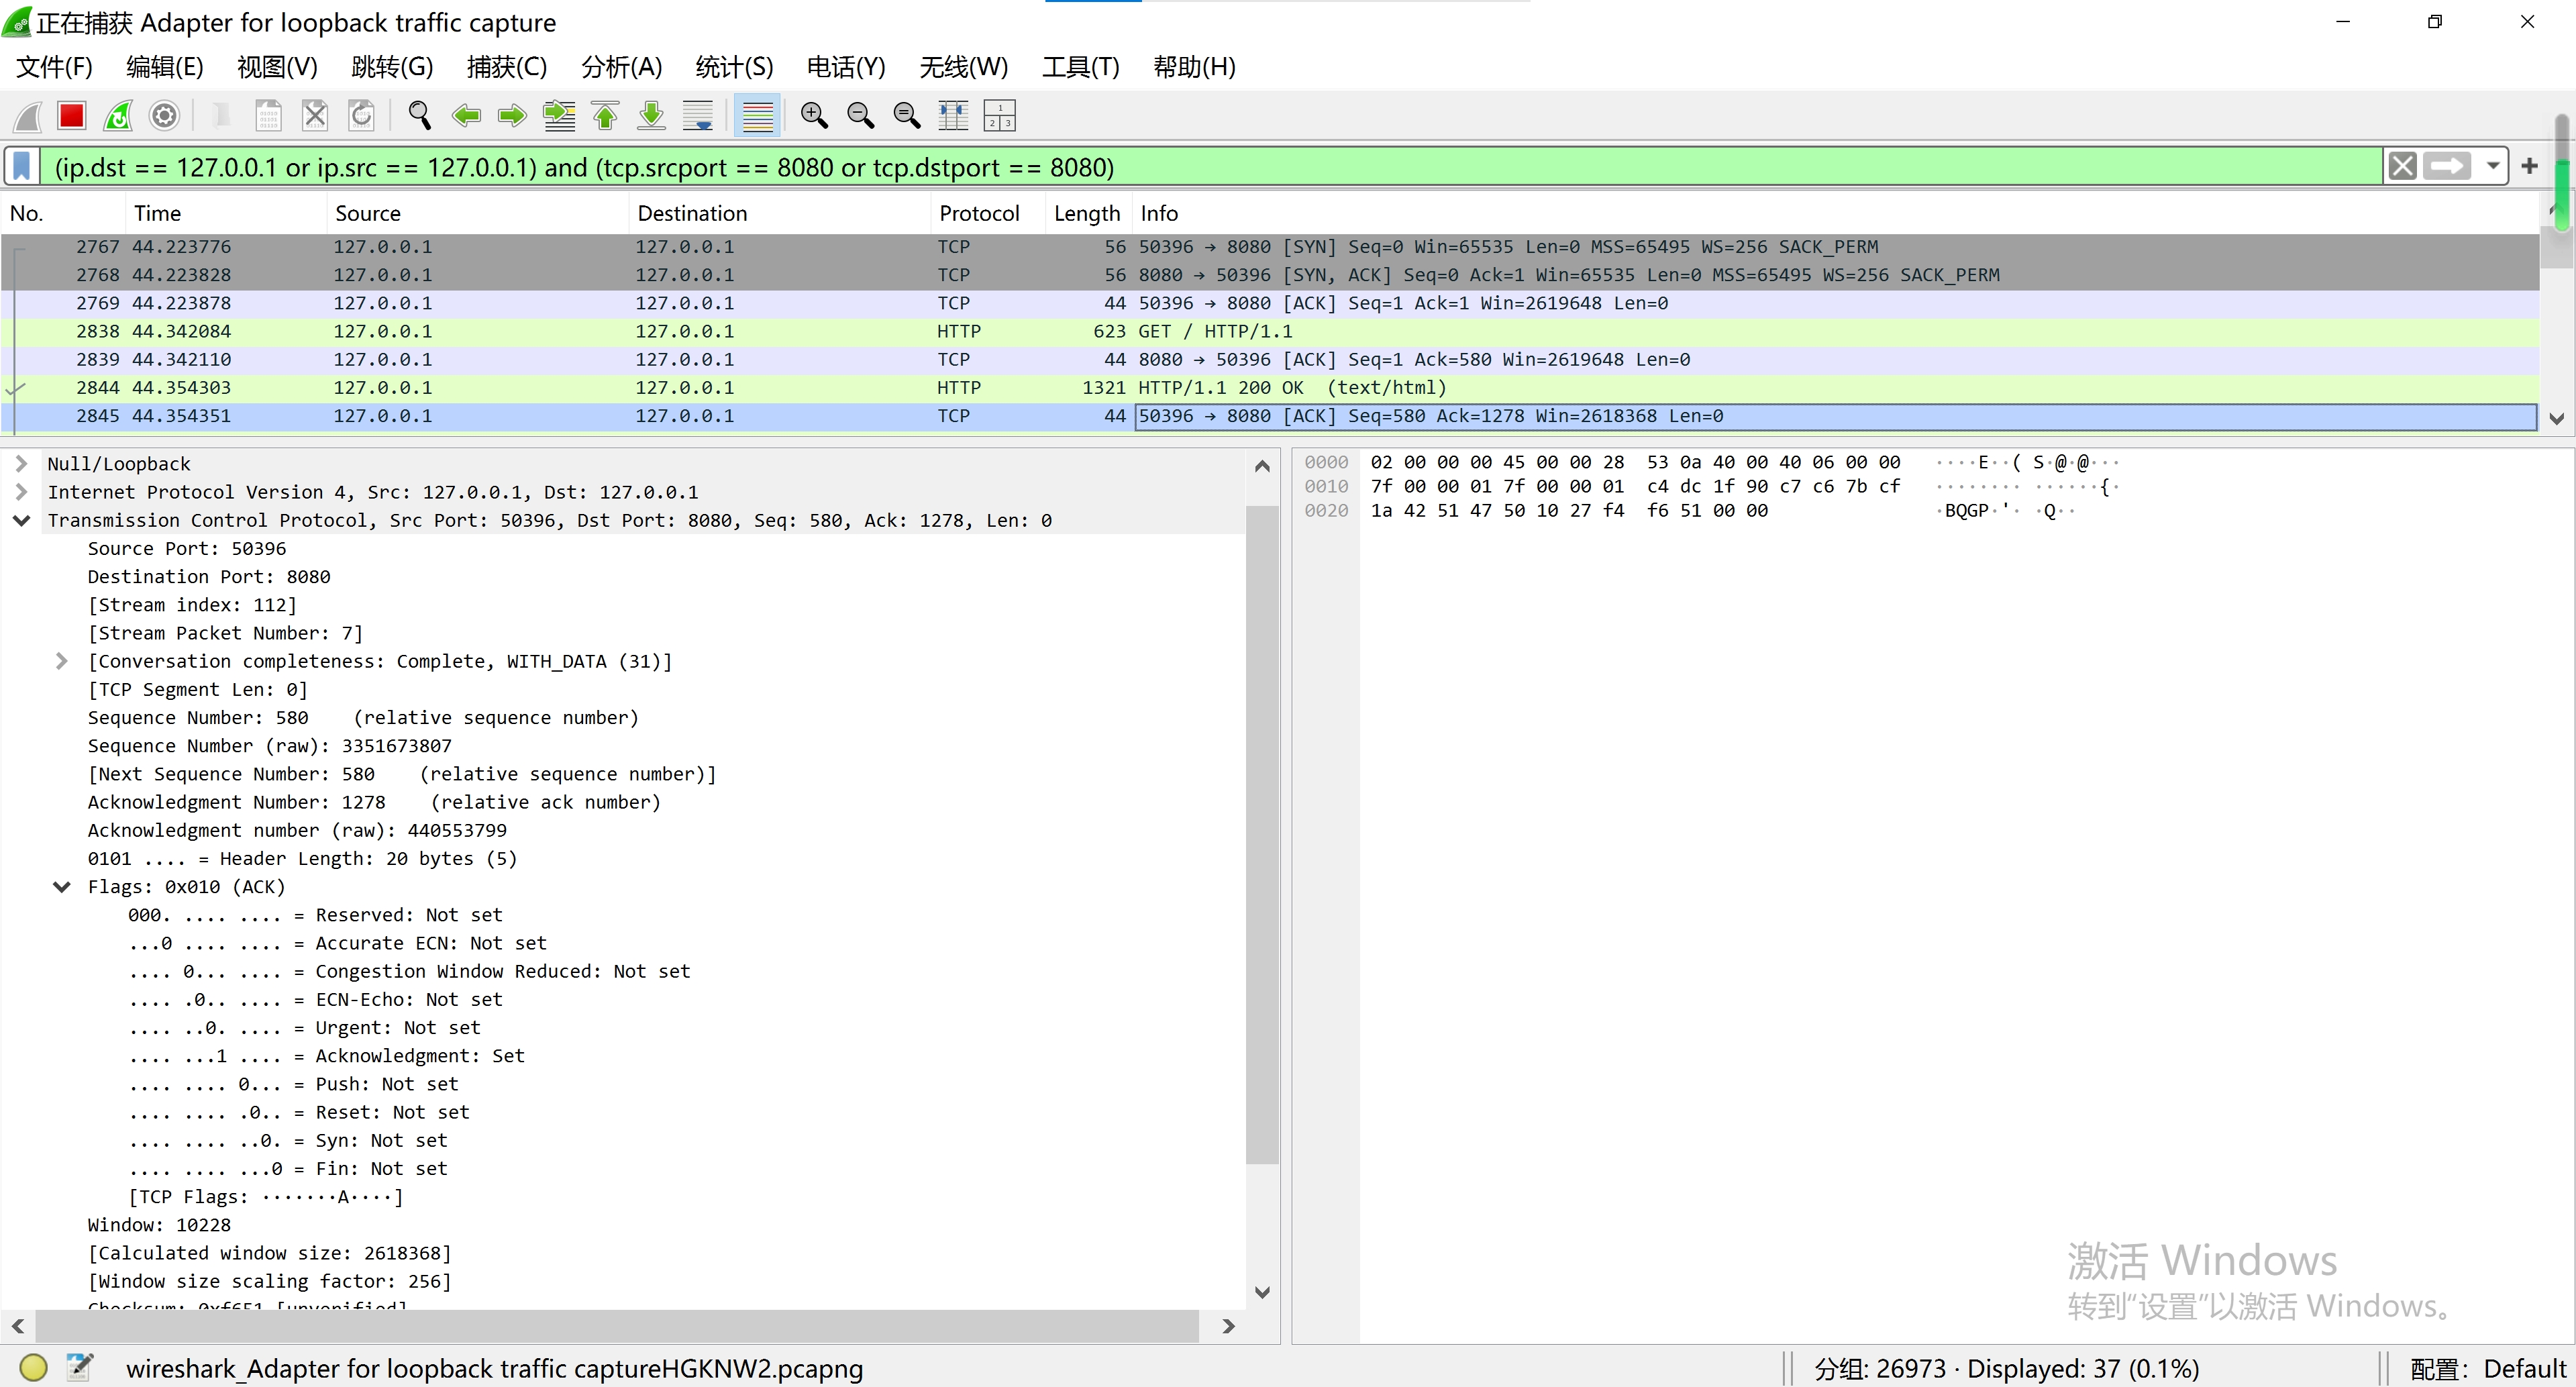 正在捕获 Adapter for loopback traffic capture
文件(F) 编辑(E) 视图(V) 跳转(G) 捕获(C) 分析(A) 统计(S) 电话(Y) 无线(W) 工具(T) 帮助(H)
(ip.dst == 127.0.0.1 or ip.src == 127.0.0.1) and (tcp.srcport == 8080 or tcp.dstport == 8080)
No. Time Source Destination Protocol Length Info
2767 44.223776 127.0.0.1 127.0.0.1 TCP 56 50396 → 8080 [SYN] Seq=0 Win=65535 Len=0 MSS=65495 WS=256 SACK_PERM
2768 44.223828 127.0.0.1 127.0.0.1 TCP 56 8080 → 50396 [SYN, ACK] Seq=0 Ack=1 Win=65535 Len=0 MSS=65495 WS=256 SACK_PERM
2769 44.223878 127.0.0.1 127.0.0.1 TCP 44 50396 → 8080 [ACK] Seq=1 Ack=1 Win=2619648 Len=0
2838 44.342084 127.0.0.1 127.0.0.1 HTTP 623 GET / HTTP/1.1
2839 44.342110 127.0.0.1 127.0.0.1 TCP 44 8080 → 50396 [ACK] Seq=1 Ack=580 Win=2619648 Len=0
2844 44.354303 127.0.0.1 127.0.0.1 HTTP 1321 HTTP/1.1 200 OK  (text/html)
2845 44.354351 127.0.0.1 127.0.0.1 TCP 44 50396 → 8080 [ACK] Seq=580 Ack=1278 Win=2618368 Len=0
Null/Loopback
Internet Protocol Version 4, Src: 127.0.0.1, Dst: 127.0.0.1
Transmission Control Protocol, Src Port: 50396, Dst Port: 8080, Seq: 580, Ack: 1278, Len: 0
Source Port: 50396
Destination Port: 8080
[Stream index: 112]
[Stream Packet Number: 7]
[Conversation completeness: Complete, WITH_DATA (31)]
[TCP Segment Len: 0]
Sequence Number: 580    (relative sequence number)
Sequence Number (raw): 3351673807
[Next Sequence Number: 580    (relative sequence number)]
Acknowledgment Number: 1278    (relative ack number)
Acknowledgment number (raw): 440553799
0101 .... = Header Length: 20 bytes (5)
Flags: 0x010 (ACK)
000. .... .... = Reserved: Not set
...0 .... .... = Accurate ECN: Not set
.... 0... .... = Congestion Window Reduced: Not set
.... .0.. .... = ECN-Echo: Not set
.... ..0. .... = Urgent: Not set
.... ...1 .... = Acknowledgment: Set
.... .... 0... = Push: Not set
.... .... .0.. = Reset: Not set
.... .... ..0. = Syn: Not set
.... .... ...0 = Fin: Not set
[TCP Flags: ·······A····]
Window: 10228
[Calculated window size: 2618368]
[Window size scaling factor: 256]
Checksum: 0xf651 [unverified]
0000 02 00 00 00 45 00 00 28 53 0a 40 00 40 06 00 00 ····E··( S·@·@···
0010 7f 00 00 01 7f 00 00 01 c4 dc 1f 90 c7 c6 7b cf ········ ······{·
0020 1a 42 51 47 50 10 27 f4 f6 51 00 00 ·BQGP·'· ·Q··
激活 Windows
转到“设置”以激活 Windows。
wireshark_Adapter for loopback traffic captureHGKNW2.pcapng 分组: 26973 · Displayed: 37 (0.1%) 配置: Default